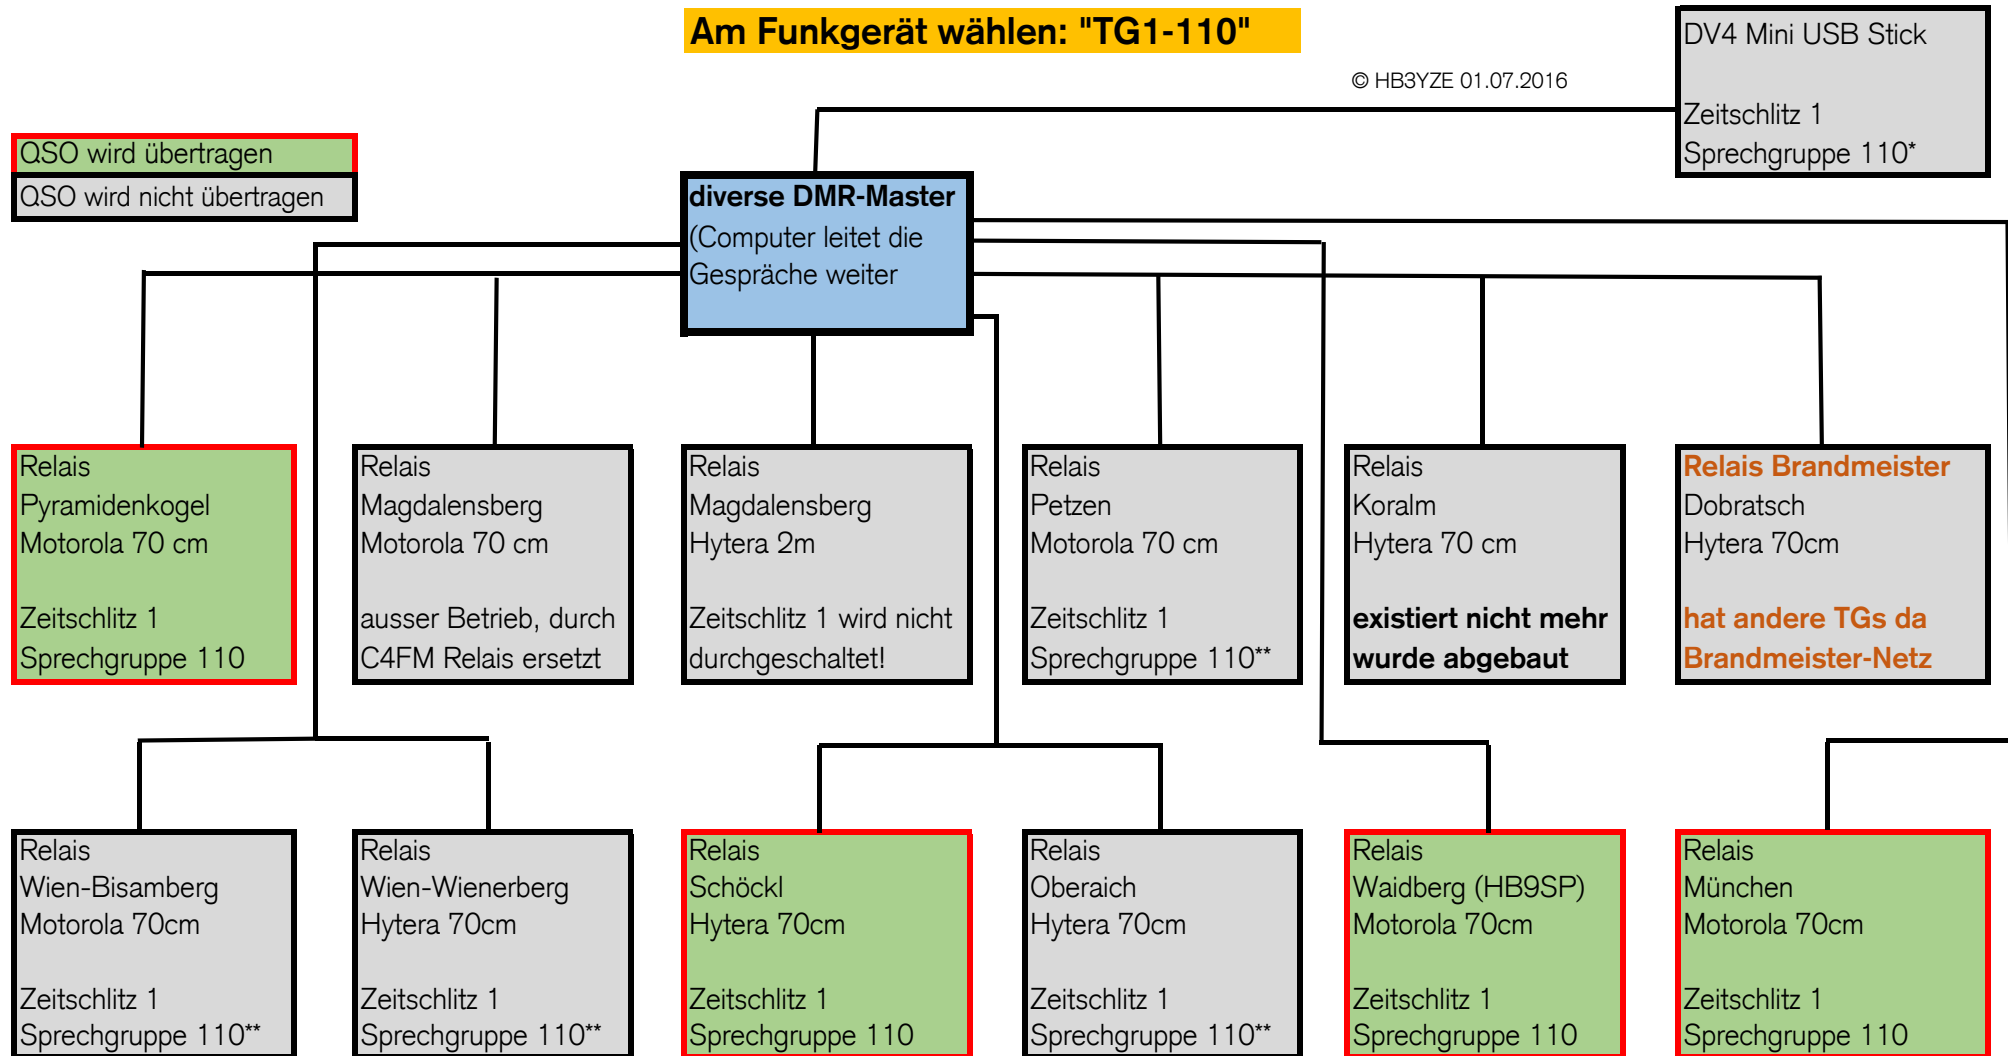 Am Funkgerät wählen: "TG1-110"
© HB3YZE 01.07.2016
DV4 Mini USB Stick
Zeitschlitz 1
Sprechgruppe 110*
QSO wird übertragen
QSO wird nicht übertragen
diverse DMR-Master
(Computer leitet die
Gespräche weiter
Relais
Pyramidenkogel
Motorola 70 cm
Zeitschlitz 1
Sprechgruppe 110
Relais
Magdalensberg
Motorola 70 cm
ausser Betrieb, durch
C4FM Relais ersetzt
Relais
Magdalensberg
Hytera 2m
Zeitschlitz 1 wird nicht
durchgeschaltet!
Relais
Petzen
Motorola 70 cm
Zeitschlitz 1
Sprechgruppe 110**
Relais
Koralm
Hytera 70 cm
existiert nicht mehr
wurde abgebaut
Relais Brandmeister
Dobratsch
Hytera 70cm
hat andere TGs da
Brandmeister-Netz
Relais
Wien-Bisamberg
Motorola 70cm
Zeitschlitz 1
Sprechgruppe 110**
Relais
Wien-Wienerberg
Hytera 70cm
Zeitschlitz 1
Sprechgruppe 110**
Relais
Schöckl
Hytera 70cm
Zeitschlitz 1
Sprechgruppe 110
Relais
Oberaich
Hytera 70cm
Zeitschlitz 1
Sprechgruppe 110**
Relais
Waidberg (HB9SP)
Motorola 70cm
Zeitschlitz 1
Sprechgruppe 110
Relais
München
Motorola 70cm
Zeitschlitz 1
Sprechgruppe 110